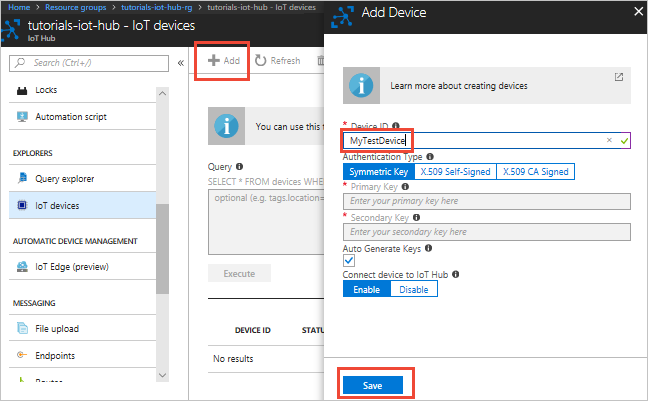 Home > Resource groups > tutorials-iot-hub-rg > tutorials-iot-hub - IoT devices
tutorials-iot-hub - IoT devices
IoT Hub
Search (Ctrl+/)
Locks
Automation script
EXPLORERS
Query explorer
IoT devices
AUTOMATIC DEVICE MANAGEMENT
IoT Edge (preview)
MESSAGING
File upload
Endpoints
Add
Refresh
You can use this t
Query
SELECT * FROM devices WHE
optional (e.g. tags.location=
Execute
DEVICE ID STATU
No results
Add Device
Learn more about creating devices
* Device ID
MyTestDevice
Authentication Type
Symmetric Key X.509 Self-Signed X.509 CA Signed
* Primary Key
Enter your primary key here
* Secondary Key
Enter your secondary key here
Auto Generate Keys
Connect device to IoT Hub
Enable Disable
Save